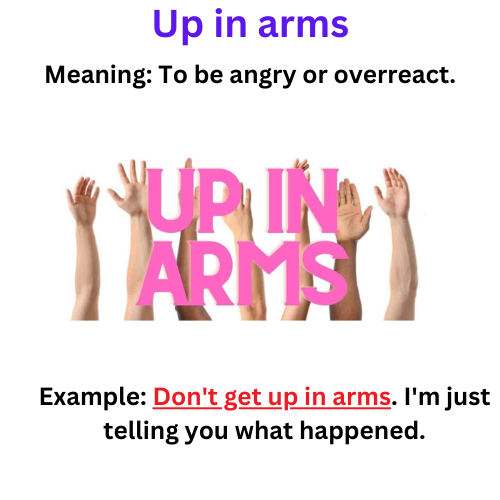 Up in arms
Meaning: To be angry or overreact.
UP IN
ARMS
Example: Don't get up in arms. I'm just
telling you what happened.